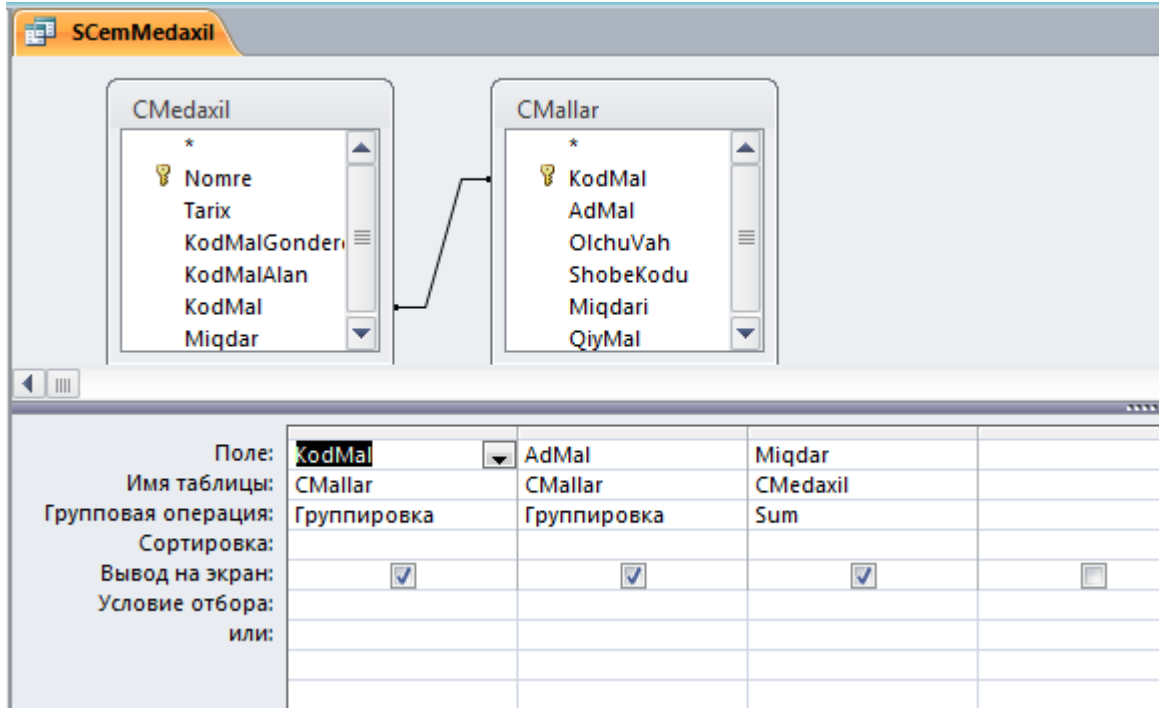 SCemMedaxil
CMedaxil
*
Nomre
Tarix
KodMalGondere
KodMalAlan
KodMal
Miqdar
CMallar
*
KodMal
AdMal
OlchuVah
ShobeKodu
Miqdari
QiyMal
Поле: KodMal AdMal Miqdar
Имя таблицы: CMallar CMallar CMedaxil
Групповая операция: Группировка Группировка Sum
Сортировка:
Вывод на экран:
Условие отбора:
или: